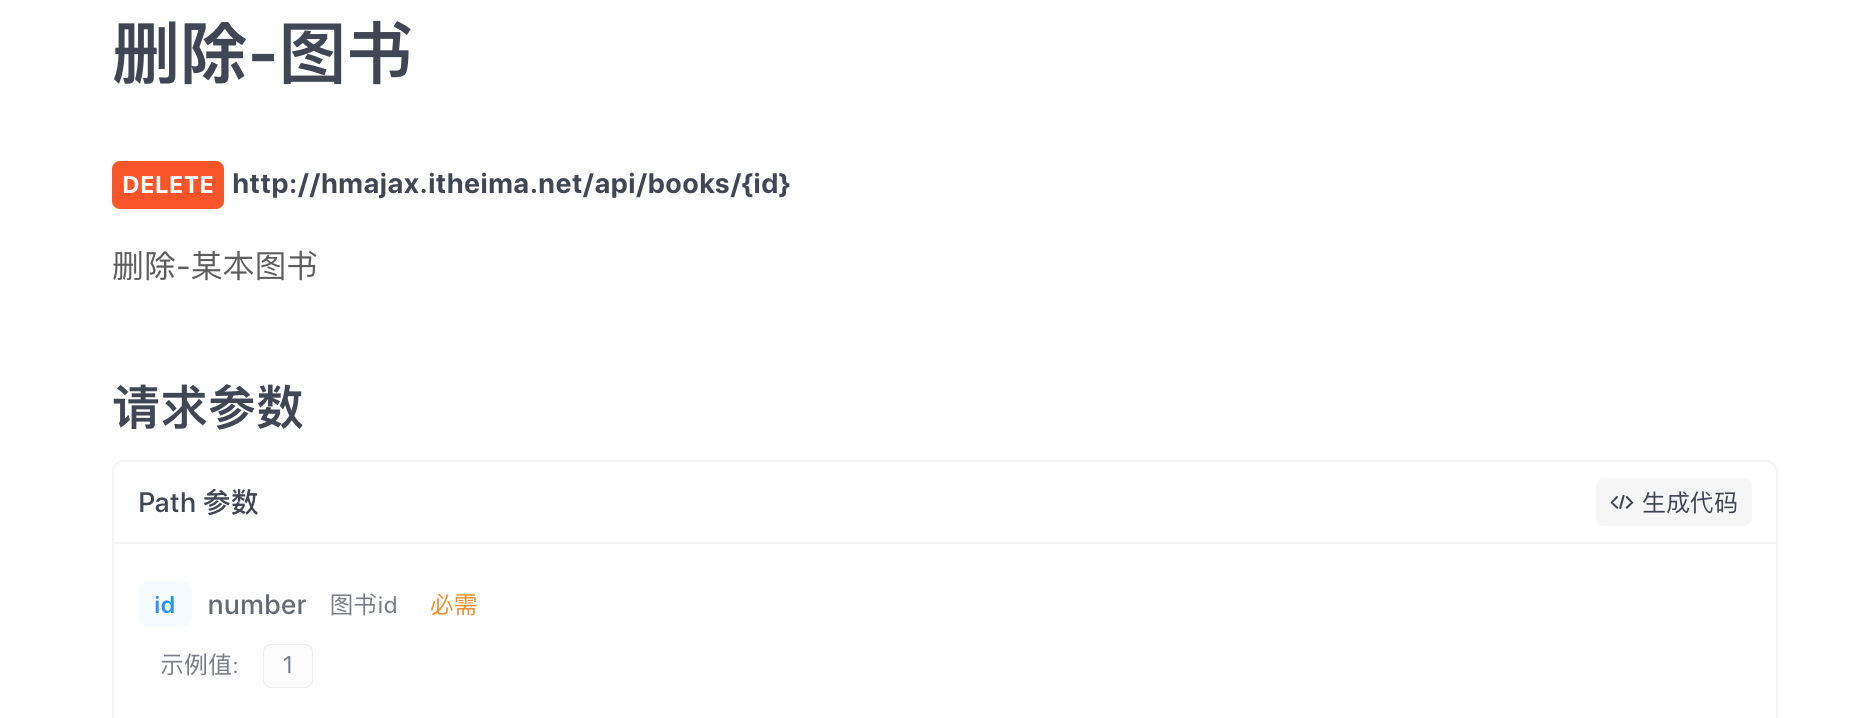 删除-图书
DELETE http://hmajax.itheima.net/api/books/{id}
删除-某本图书
请求参数
Path 参数 </> 生成代码
id number 图书id 必需
示例值: 1